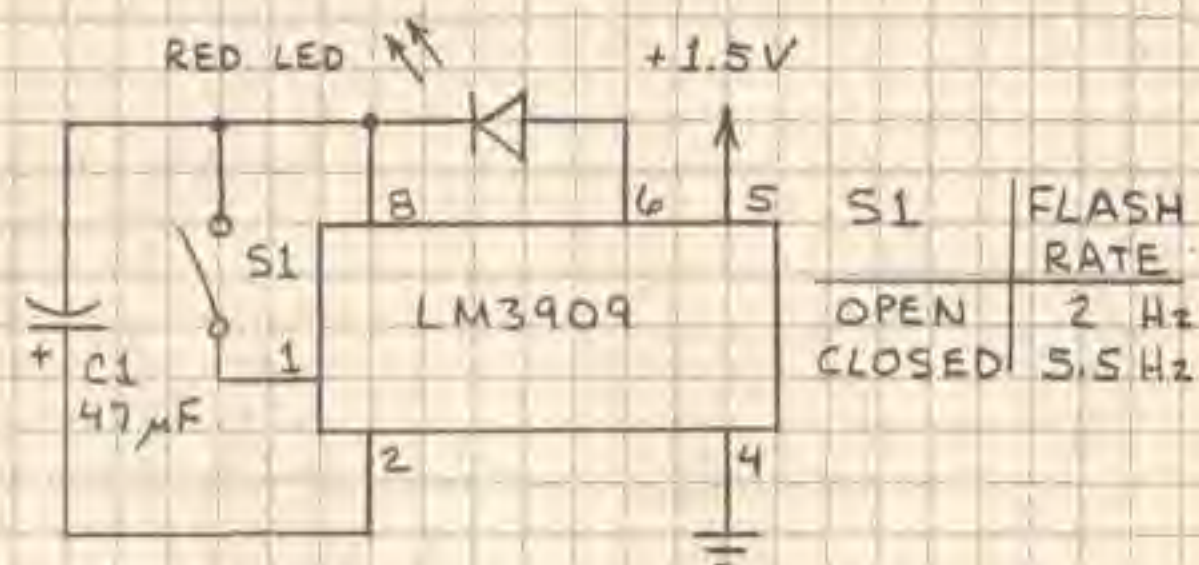 RED LED
+1.5V
8
6
5
S1
FLASH
RATE
S1
LM3909
OPEN 2 Hz
1
CLOSED 5.5 Hz
+
C1
47µF
2
4